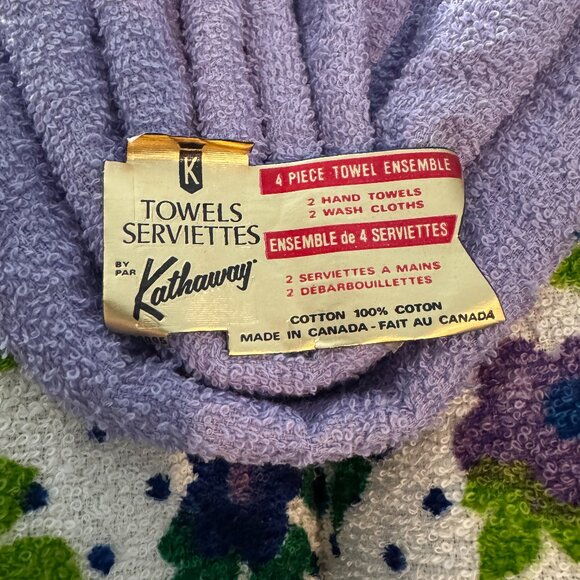 K
TOWELS
SERVIETTES
BY
PAR
Kathaway
4 PIECE TOWEL ENSEMBLE
2 HAND TOWELS
2 WASH CLOTHS
ENSEMBLE de 4 SERVIETTES
2 SERVIETTES A MAINS
2 DÉBARBOUILLETTES
COTTON 100% COTON
MADE IN CANADA - FAIT AU CANADA